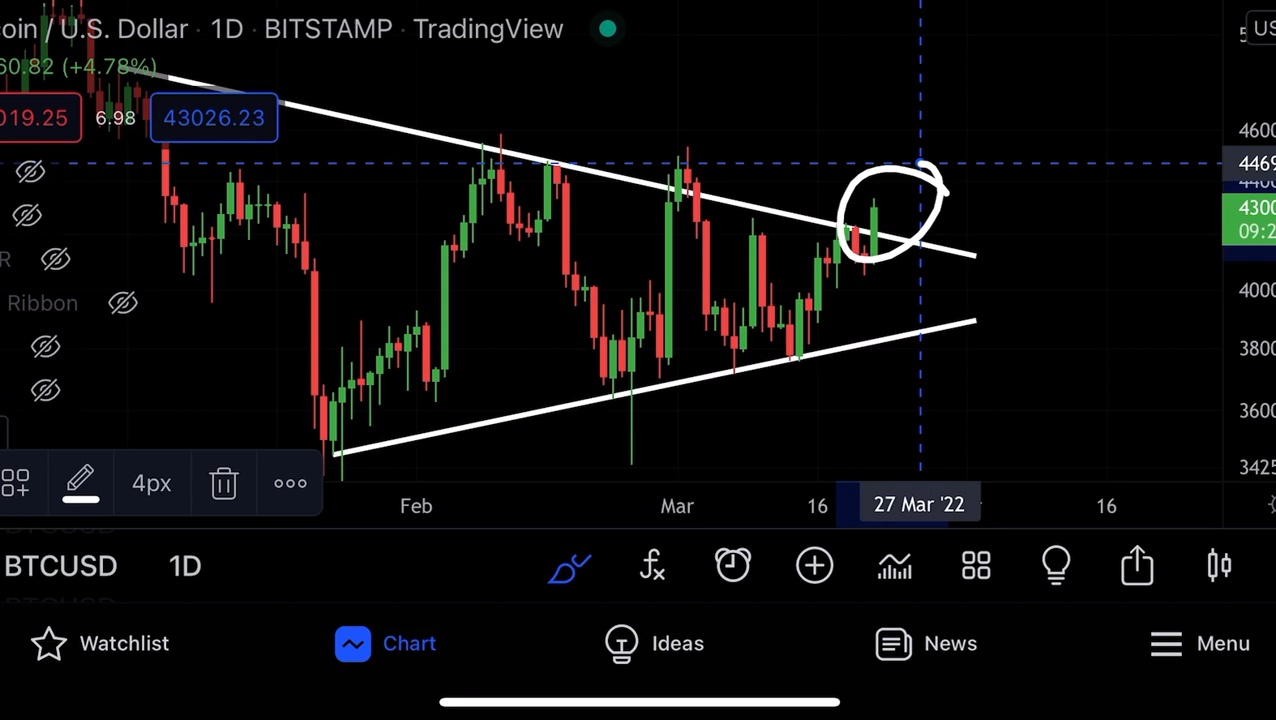 oin / U.S. Dollar · 1D · BITSTAMP · TradingView
60.82 (+4.78%)
019.25 6.98 43026.23
R
Ribbon
US
4600
4469
4400
4300
09:2
4000
3800
3600
3425
4px
Feb Mar 16 27 Mar '22 16
BTCUSD 1D
Watchlist Chart Ideas News Menu